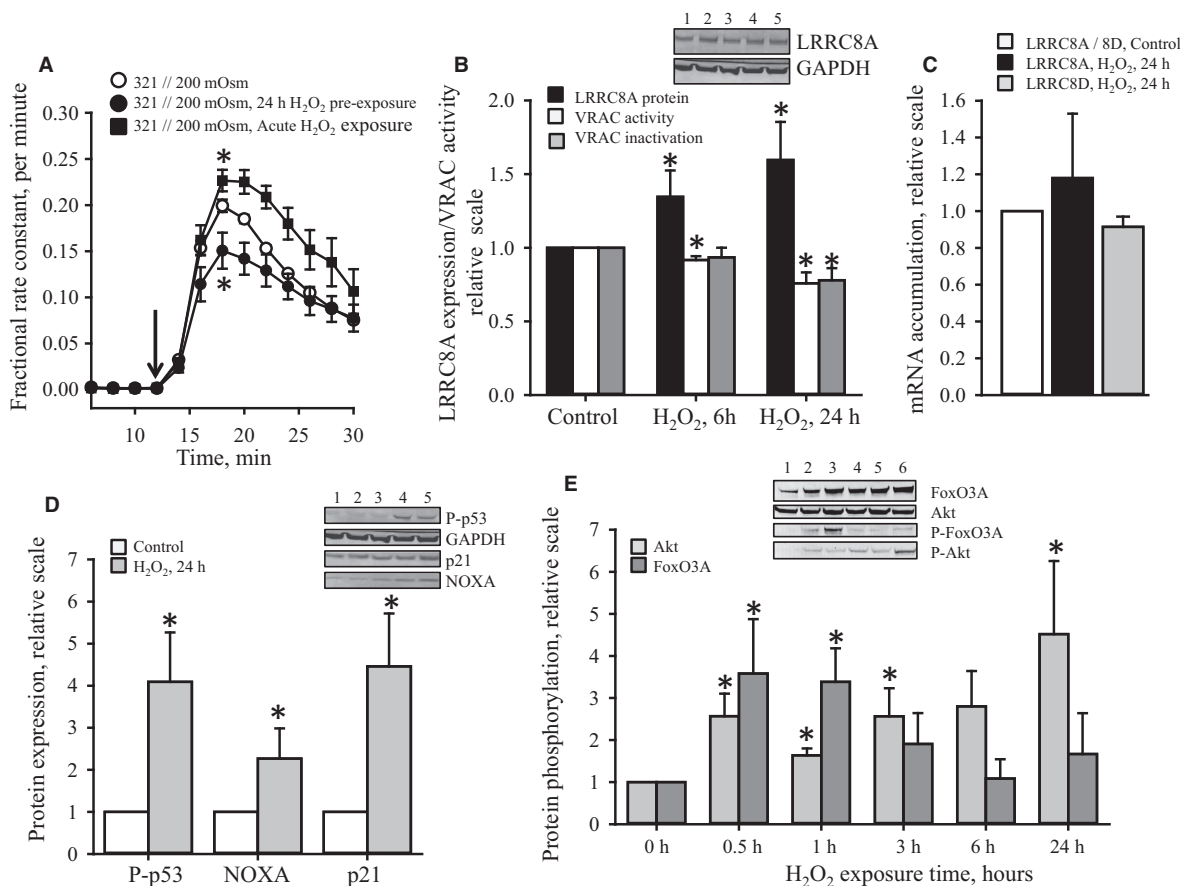 A
321 // 200 mOsm
321 // 200 mOsm, 24 h H₂O₂ pre-exposure
321 // 200 mOsm, Acute H₂O₂ exposure
Fractional rate constant, per minute
0.30
0.25
0.20
0.15
0.10
0.05
0.00
*
*
10 15 20 25 30
Time, min
B
1 2 3 4 5
LRRC8A
GAPDH
LRRC8A protein
VRAC activity
VRAC inactivation
LRRC8A expression/VRAC activity
relative scale
2.0
1.5
1.0
0.5
0.0
* * * * *
Control H₂O₂, 6h H₂O₂, 24 h
C
LRRC8A / 8D, Control
LRRC8A, H₂O₂, 24 h
LRRC8D, H₂O₂, 24 h
mRNA accumulation, relative scale
1.6
1.4
1.2
1.0
0.8
0.6
0.4
0.2
0.0
D
1 2 3 4 5
P-p53
GAPDH
p21
NOXA
Control
H₂O₂, 24 h
Protein expression, relative scale
7
6
5
4
3
2
1
0
* * *
P-p53 NOXA p21
E
1 2 3 4 5 6
FoxO3A
Akt
P-FoxO3A
P-Akt
Akt
FoxO3A
Protein phosphorylation, relative scale
7
6
5
4
3
2
1
0
* * * * * *
0 h 0.5 h 1 h 3 h 6 h 24 h
H₂O₂ exposure time, hours